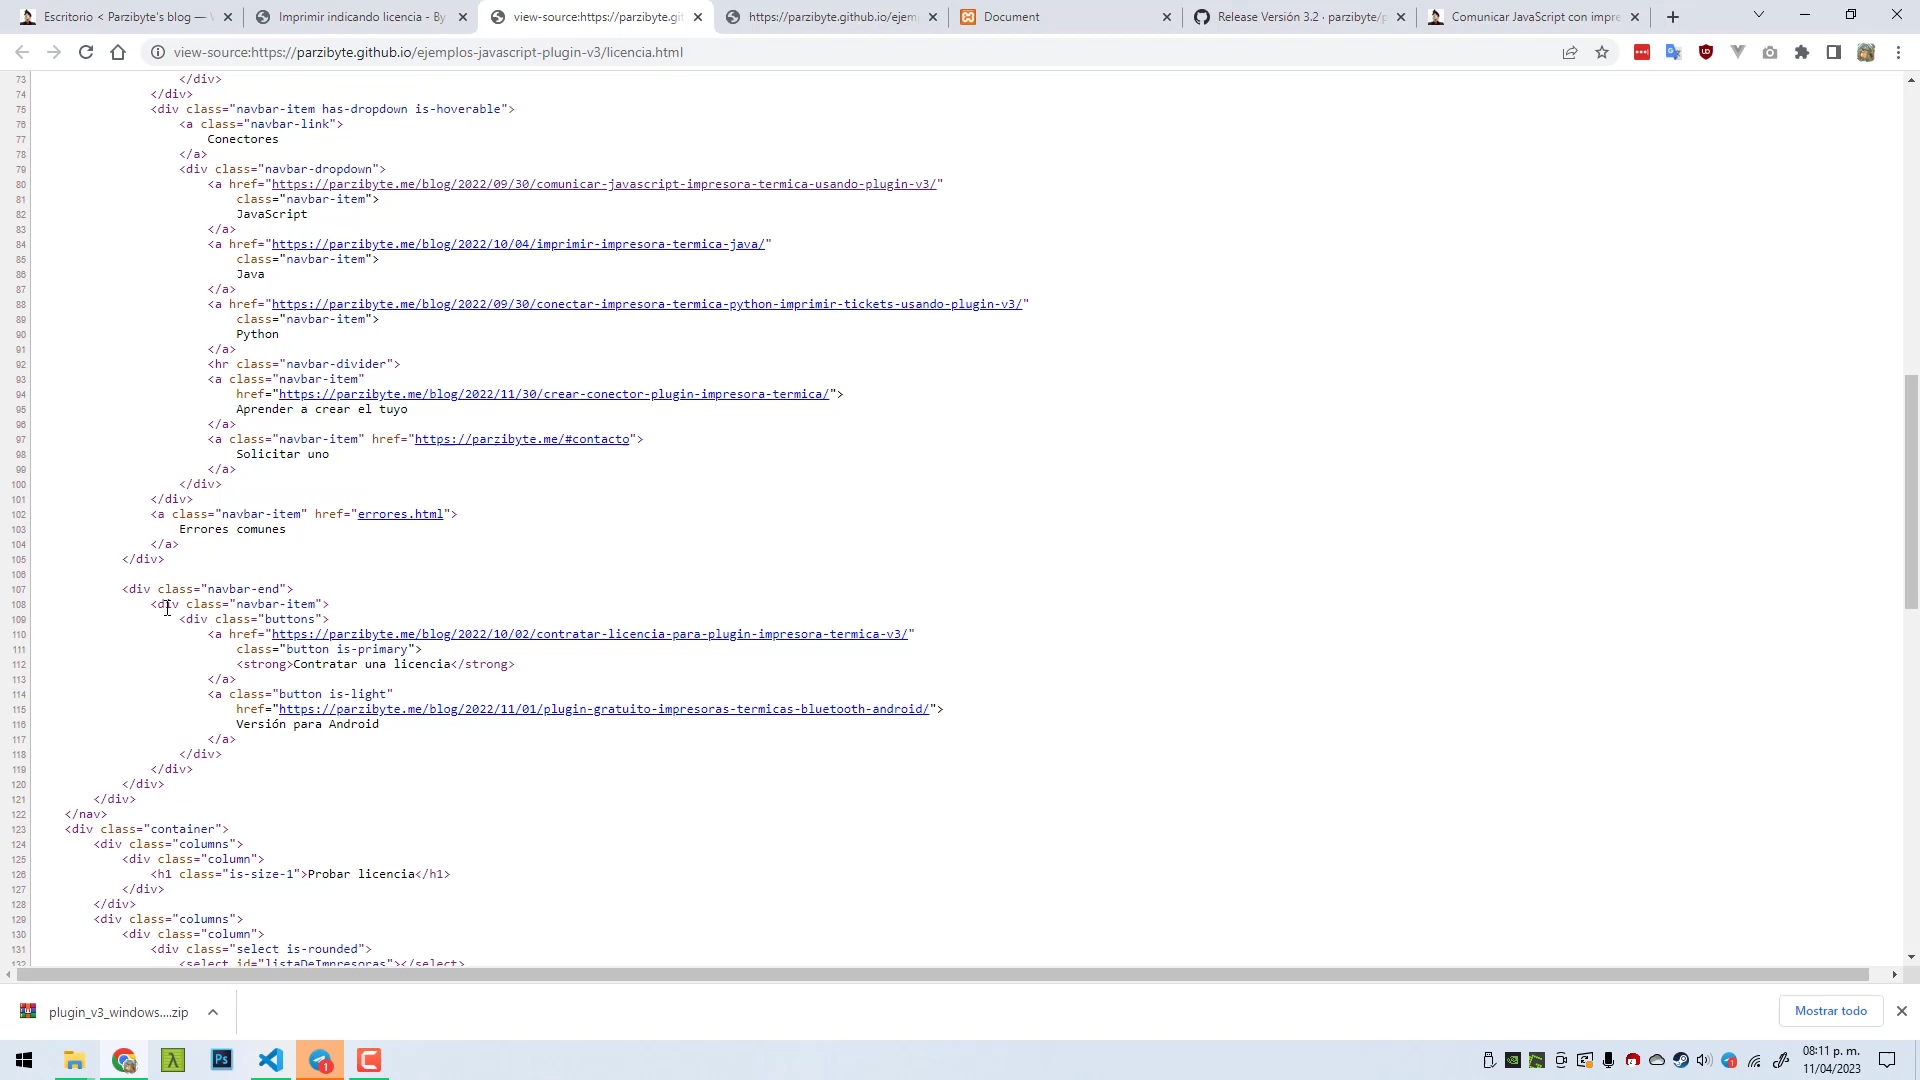 Escritorio < Parzibyte's blog —
Imprimir indicando licencia - By
view-source:https://parzibyte.git
https://parzibyte.github.io/ejem
Document
Release Versión 3.2 · parzibyte/p
Comunicar JavaScript con impre
view-source:https://parzibyte.github.io/ejemplos-javascript-plugin-v3/licencia.html
73 </div>
74 </div>
75 <div class="navbar-item has-dropdown is-hoverable">
76 <a class="navbar-link">
77 Conectores
78 </a>
79 <div class="navbar-dropdown">
80 <a href="https://parzibyte.me/blog/2022/09/30/comunicar-javascript-impresora-termica-usando-plugin-v3/"
81 class="navbar-item">
82 JavaScript
83 </a>
84 <a href="https://parzibyte.me/blog/2022/10/04/imprimir-impresora-termica-java/"
85 class="navbar-item">
86 Java
87 </a>
88 <a href="https://parzibyte.me/blog/2022/09/30/conectar-impresora-termica-python-imprimir-tickets-usando-plugin-v3/"
89 class="navbar-item">
90 Python
91 </a>
92 <hr class="navbar-divider">
93 <a class="navbar-item"
94 href="https://parzibyte.me/blog/2022/11/30/crear-conector-plugin-impresora-termica/">
95 Aprender a crear el tuyo
96 </a>
97 <a class="navbar-item" href="https://parzibyte.me/#contacto">
98 Solicitar uno
99 </a>
100 </div>
101 </div>
102 <a class="navbar-item" href="errores.html">
103 Errores comunes
104 </a>
105 </div>
106
107 <div class="navbar-end">
108 <div class="navbar-item">
109 <div class="buttons">
110 <a href="https://parzibyte.me/blog/2022/10/02/contratar-licencia-para-plugin-impresora-termica-v3/"
111 class="button is-primary">
112 <strong>Contratar una licencia</strong>
113 </a>
114 <a class="button is-light"
115 href="https://parzibyte.me/blog/2022/11/01/plugin-gratuito-impresoras-termicas-bluetooth-android/">
116 Versión para Android
117 </a>
118 </div>
119 </div>
120 </div>
121 </div>
122 </nav>
123 <div class="container">
124 <div class="columns">
125 <div class="column">
126 <h1 class="is-size-1">Probar licencia</h1>
127 </div>
128 </div>
129 <div class="columns">
130 <div class="column">
131 <div class="select is-rounded">
132 <select id="listaDeImpresoras"></select>
plugin_v3_windows....zip
Mostrar todo
Ps
1
1
08:11 p. m.
11/04/2023